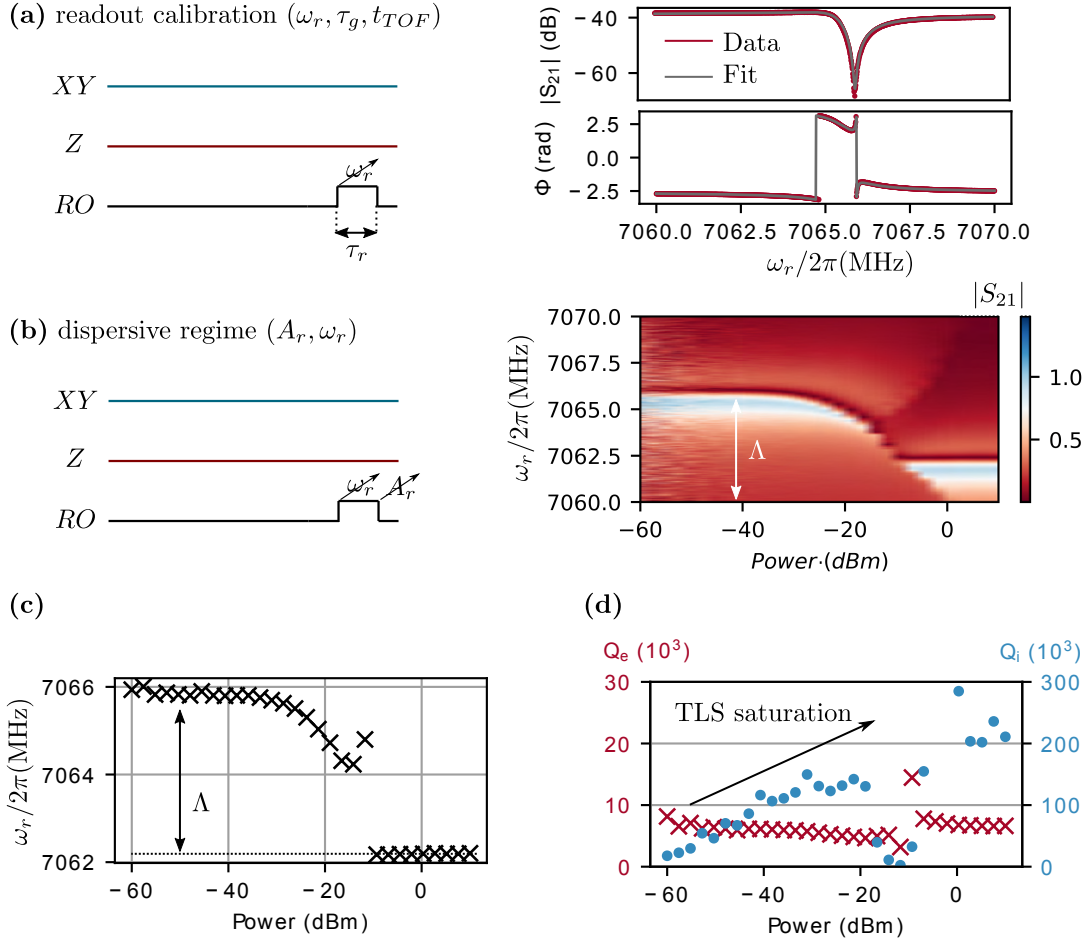 (a) readout calibration (ω_r, τ_g, t_TOF)
XY
Z
RO
ω_r
τ_r
|S_21| (dB)
−40
−60
Data
Fit
Φ (rad)
2.5
0.0
−2.5
7060.0 7062.5 7065.0 7067.5 7070.0
ω_r/2π(MHz)
(b) dispersive regime (A_r, ω_r)
XY
Z
RO
ω_r
A_r
|S_21|
1.0
0.5
ω_r/2π(MHz)
7070.0
7067.5
7065.0
7062.5
7060.0
Λ
−60 −40 −20 0
Power·(dBm)
(c)
ω_r/2π(MHz)
7066
7064
7062
Λ
−60 −40 −20 0
Power (dBm)
(d)
Q_e (10^3)
Q_i (10^3)
30
20
10
0
TLS saturation
300
200
100
0
−60 −40 −20 0
Power (dBm)